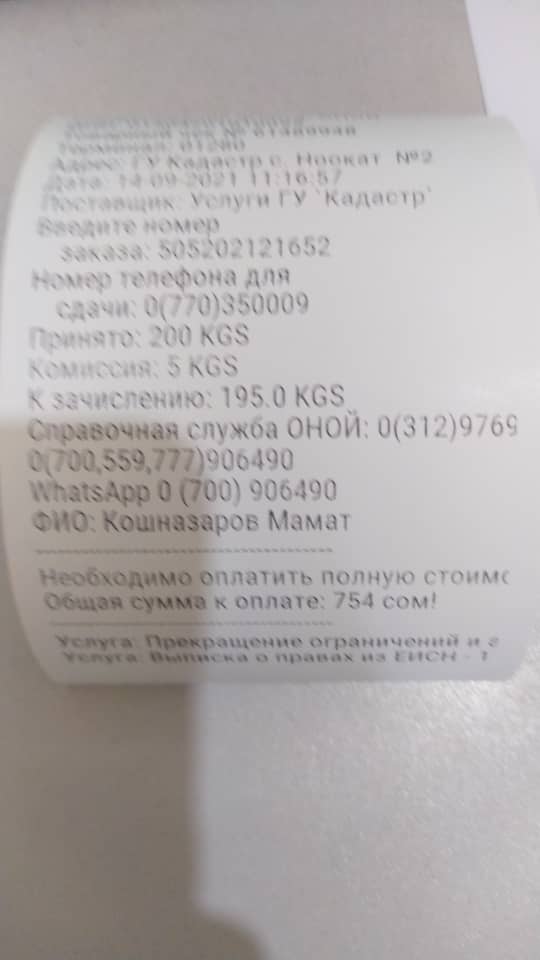 Товарный чек №
Терминал: 01280
Адрес: ГУ Кадастр с. Ноокат №2
Дата: 14-09-2021 11:16:57
Поставщик: Услуги ГУ 'Кадастр'
Введите номер
заказа: 505202121652
Номер телефона для
сдачи: 0(770)350009
Принято: 200 KGS
Комиссия: 5 KGS
К зачислению: 195.0 KGS
Справочная служба ОНОЙ: 0(312)9769
0(700,559,777)906490
WhatsApp 0 (700) 906490
ФИО: Кошназаров Мамат
Необходимо оплатить полную стоимо
Общая сумма к оплате: 754 сом!
Услуга: Прекращение ограничений и
Услуга: Выписка о правах из ЕИСН - 1